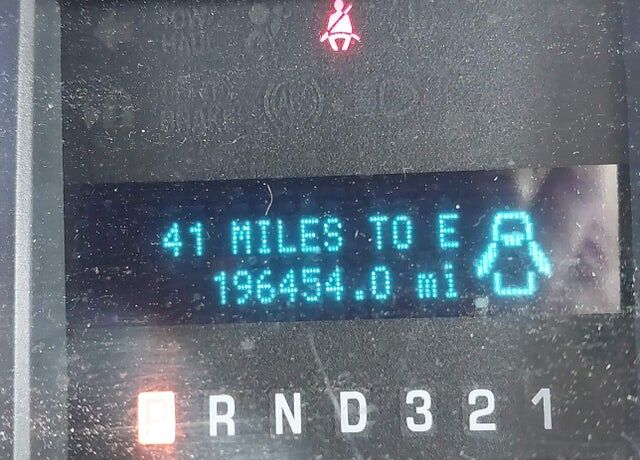 41 MILES TO E
196454.0 mi
P R N D 3 2 1